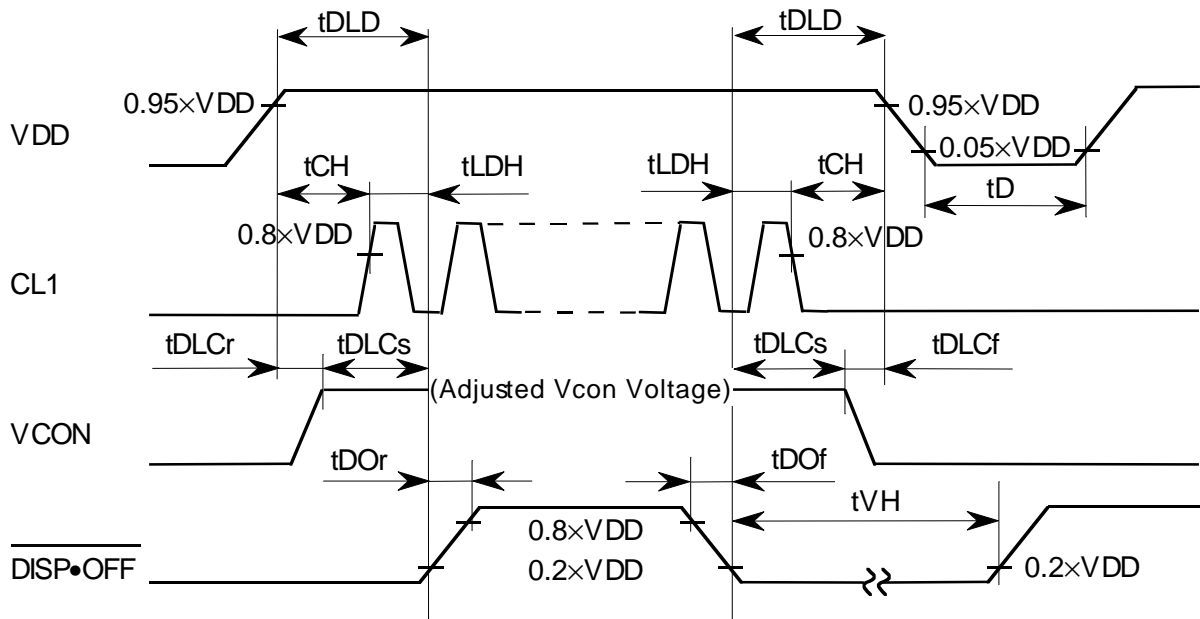 tDLD tDLD
0.95×VDD 0.95×VDD
VDD 0.05×VDD
tCH tLDH tLDH tCH tD
0.8×VDD 0.8×VDD
CL1
tDLCr tDLCs tDLCs tDLCf
(Adjusted Vcon Voltage)
VCON
tDOr tDOf
tVH
0.8×VDD
DISP•OFF 0.2×VDD 0.2×VDD